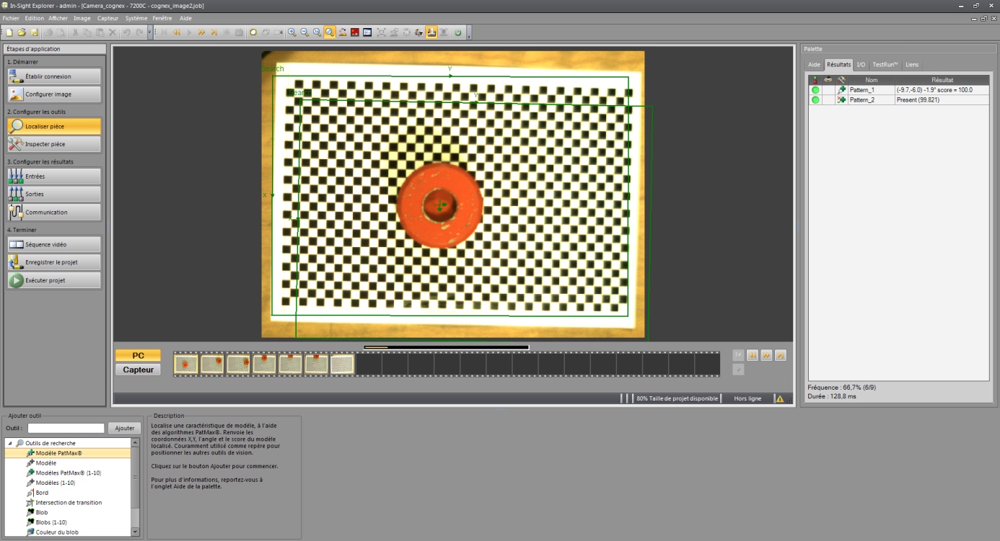 In-Sight Explorer - admin - [Camera_cognex - 7200C - cognex_image2.job]
Fichier Edition Afficher Image Capteur Système Fenêtre Aide
Étapes d'application
1. Démarrer
Établir connexion
Configurer image
2. Configurer les outils
Localiser pièce
Inspecter pièce
3. Configurer les résultats
Entrées
Sorties
Communication
4. Terminer
Séquence vidéo
Enregistrer le projet
Exécuter projet
Search
Y
Search
Y
X
X
PC
Capteur
80% Taille de projet disponible
Hors ligne
Palette
Aide Résultats I/O TestRun™ Liens
Nom Résultat
Pattern_1 (-9.7,-6.0) -1.9° score = 100.0
Pattern_2 Present (99.821)
Fréquence : 66,7% (6/9)
Durée : 128,8 ms
Ajouter outil
Outil :
Ajouter
Outils de recherche
Modèle PatMax®
Modèle
Modèles PatMax® (1-10)
Modèles (1-10)
Bord
Intersection de transition
Blob
Blobs (1-10)
Couleur du blob
Description
Localise une caractéristique de modèle, à l'aide
des algorithmes PatMax®. Renvoie les
coordonnées X,Y, l'angle et le score du modèle
localisé. Couramment utilisé comme repère pour
positionner les autres outils de vision.
Cliquez sur le bouton Ajouter pour commencer.
Pour plus d'informations, reportez-vous à
l'onglet Aide de la palette.